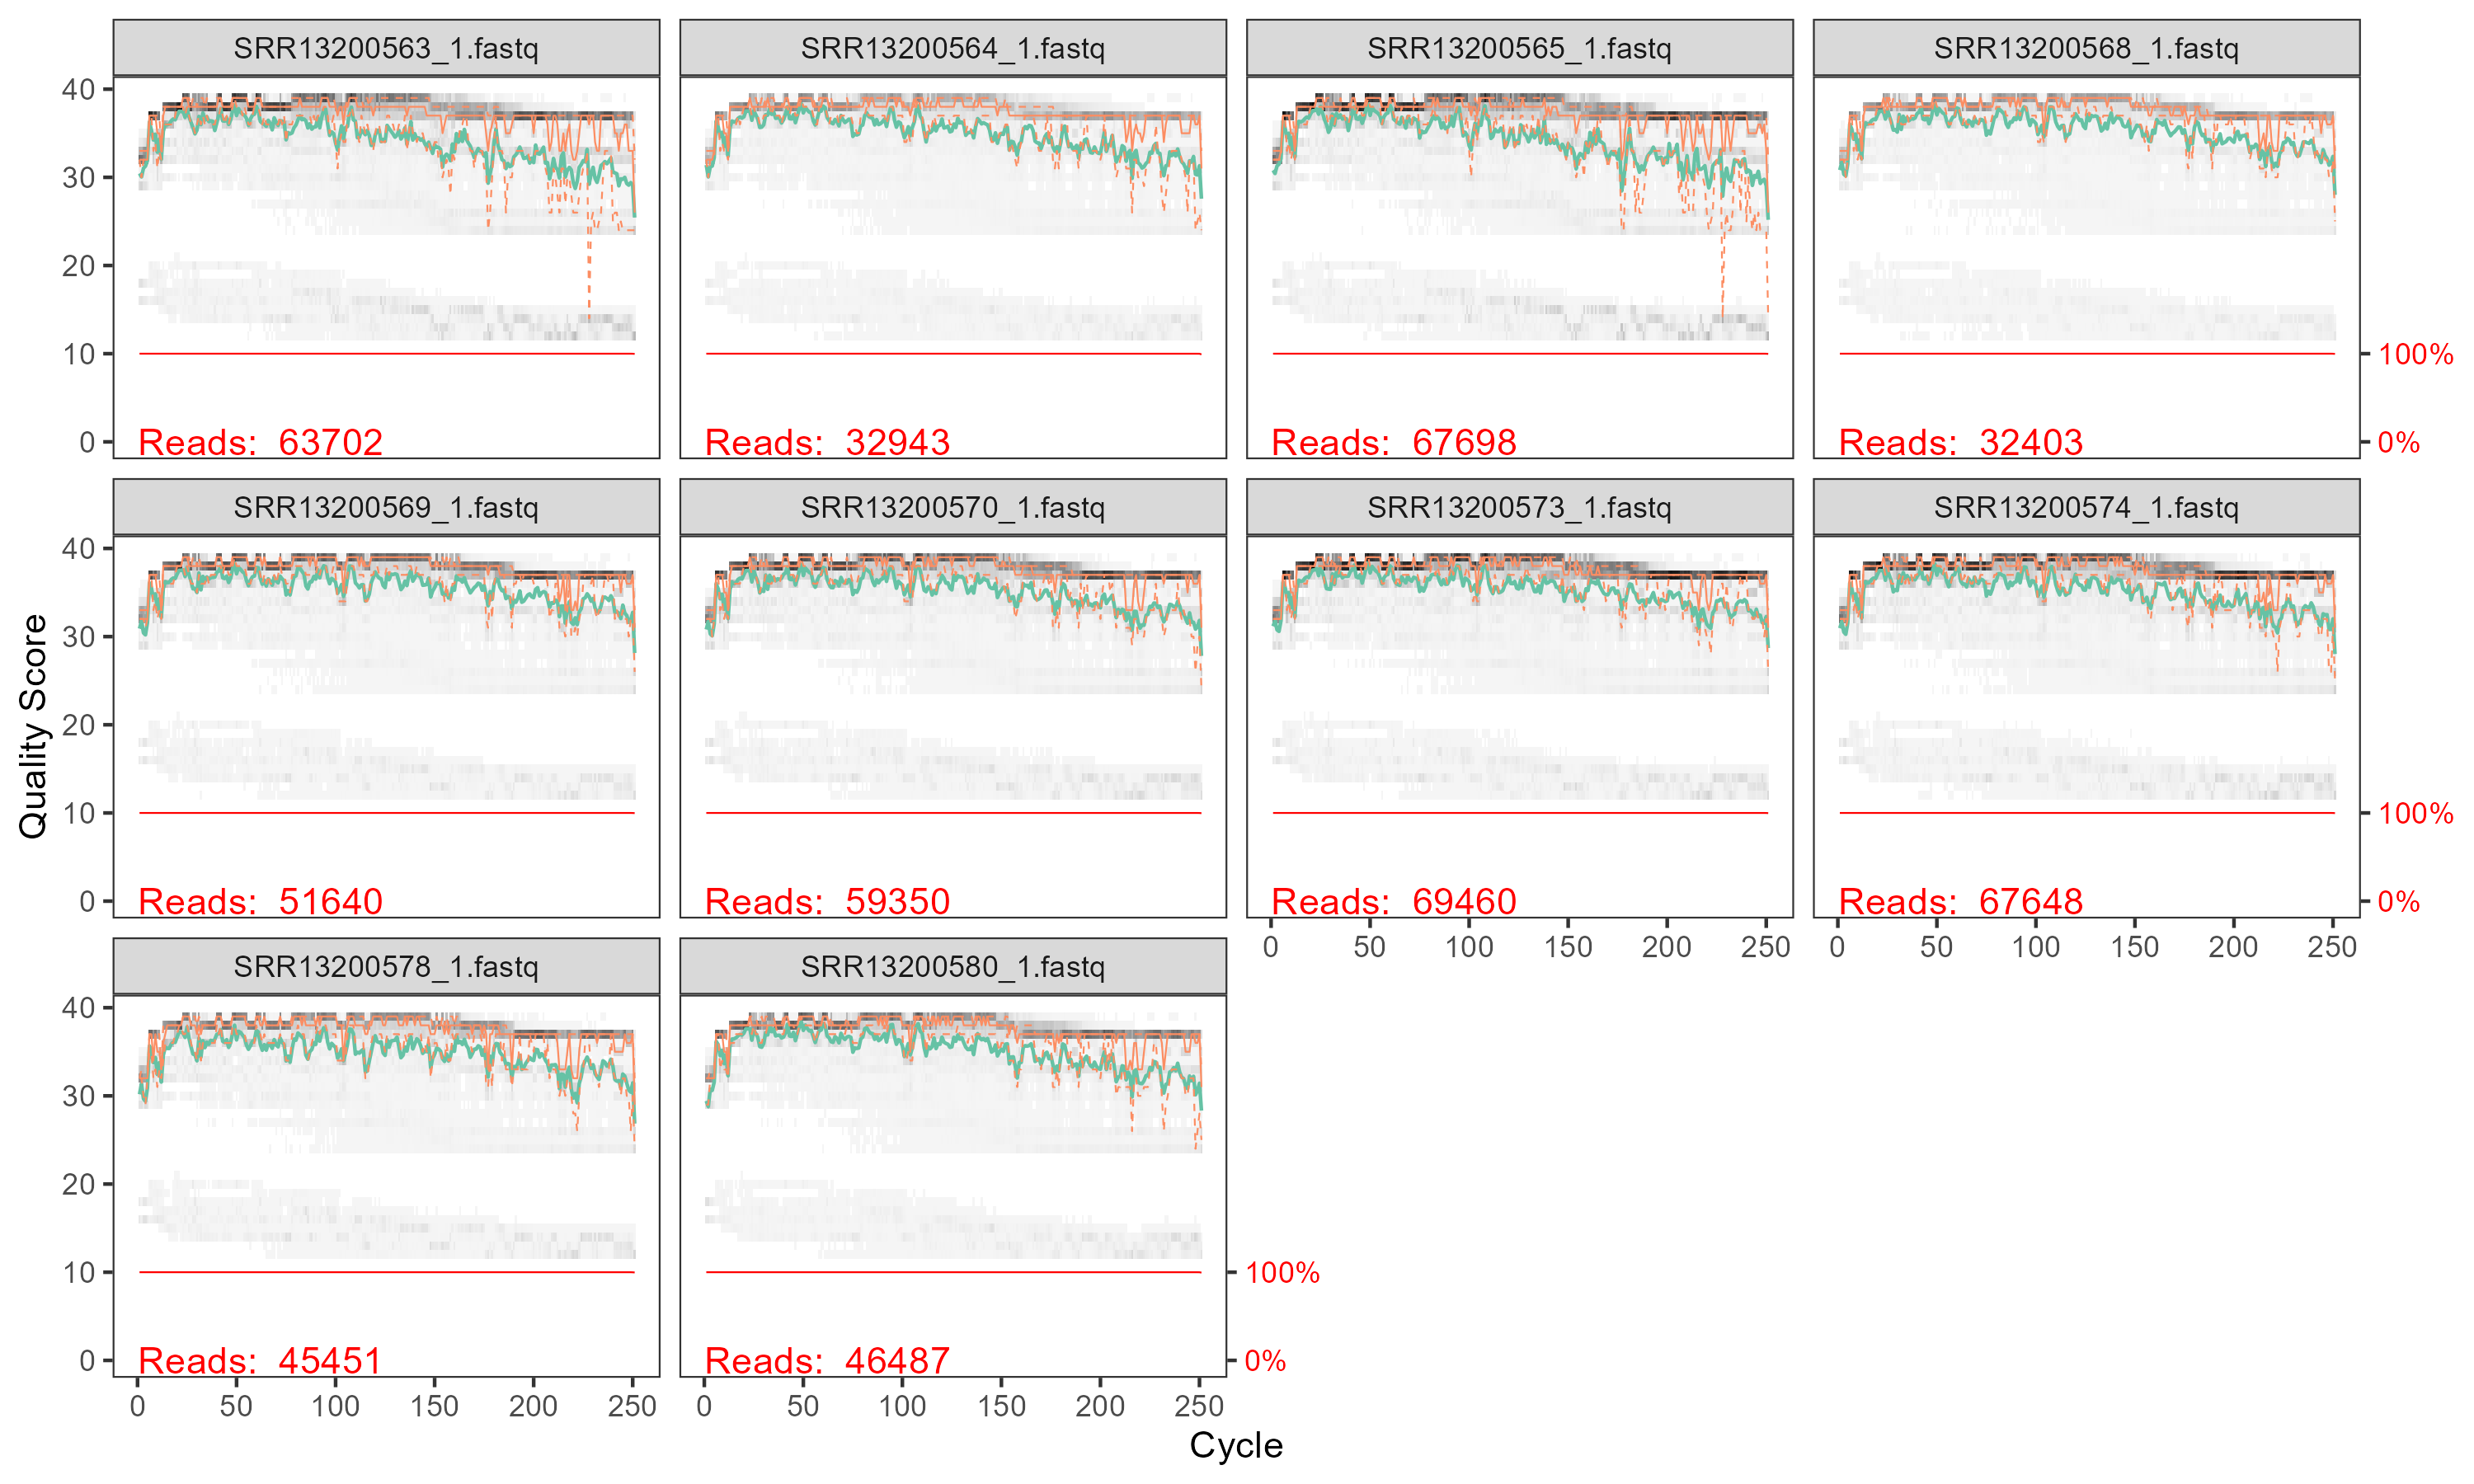 SRR13200563_1.fastq
SRR13200564_1.fastq
SRR13200565_1.fastq
SRR13200568_1.fastq
40
30
20
10
0
Reads: 63702
Reads: 32943
Reads: 67698
Reads: 32403
100%
0%
SRR13200569_1.fastq
SRR13200570_1.fastq
SRR13200573_1.fastq
SRR13200574_1.fastq
Quality Score
40
30
20
10
0
Reads: 51640
Reads: 59350
Reads: 69460
Reads: 67648
100%
0%
0 50 100 150 200 250
0 50 100 150 200 250
SRR13200578_1.fastq
SRR13200580_1.fastq
40
30
20
10
0
Reads: 45451
Reads: 46487
100%
0%
0 50 100 150 200 250
0 50 100 150 200 250
Cycle